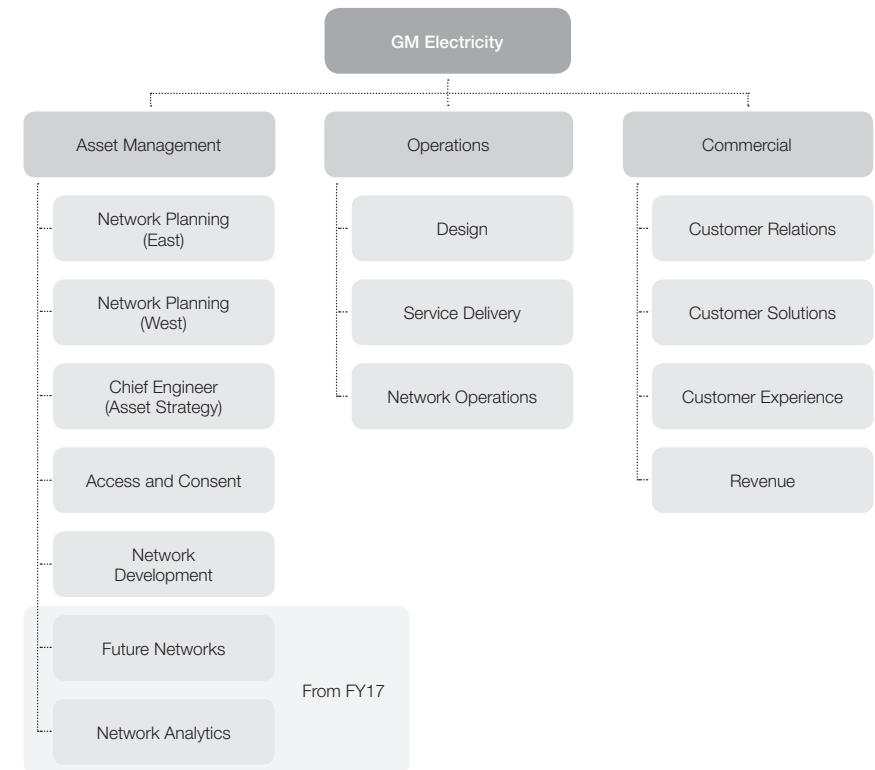 GM Electricity
Asset Management
Network Planning
(East)
Network Planning
(West)
Chief Engineer
(Asset Strategy)
Access and Consent
Network
Development
Future Networks
Network Analytics
From FY17
Operations
Design
Service Delivery
Network Operations
Commercial
Customer Relations
Customer Solutions
Customer Experience
Revenue